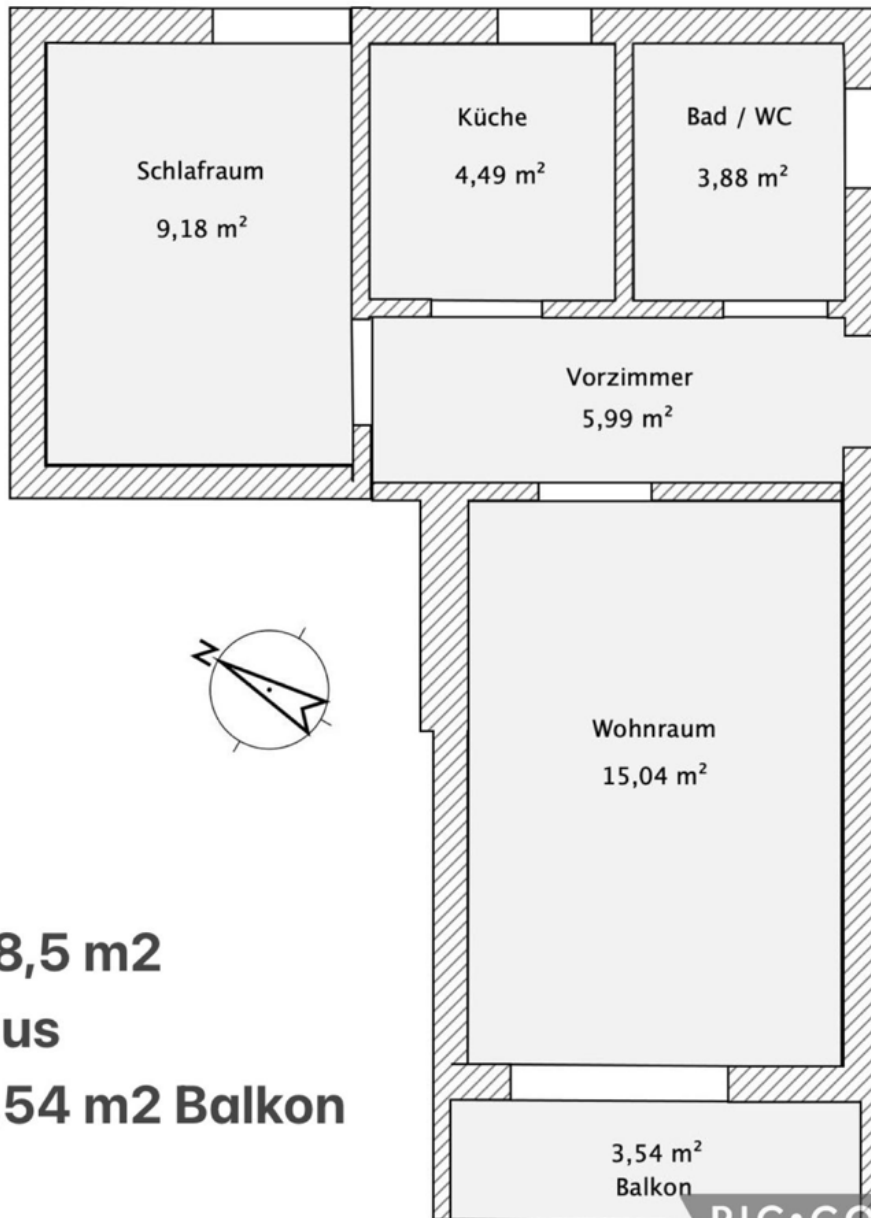 Küche
4,49 m²
Bad / WC
3,88 m²
Schlafraum
9,18 m²
Vorzimmer
5,99 m²
N
Wohnraum
15,04 m²
8,5 m2
us
54 m2 Balkon
3,54 m²
Balkon